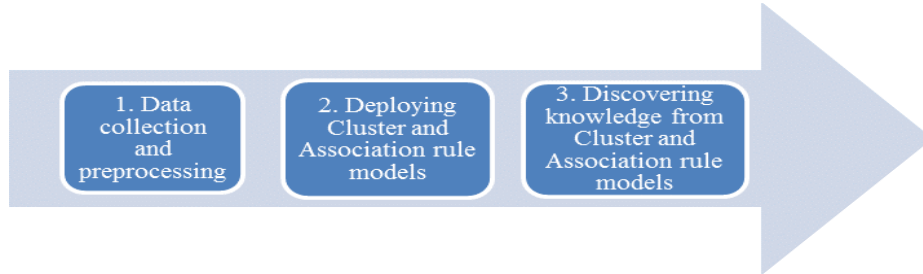 1. Data
collection
and
preprocessing
2. Deploying
Cluster and
Association rule
models
3. Discovering
knowledge from
Cluster and
Association rule
models